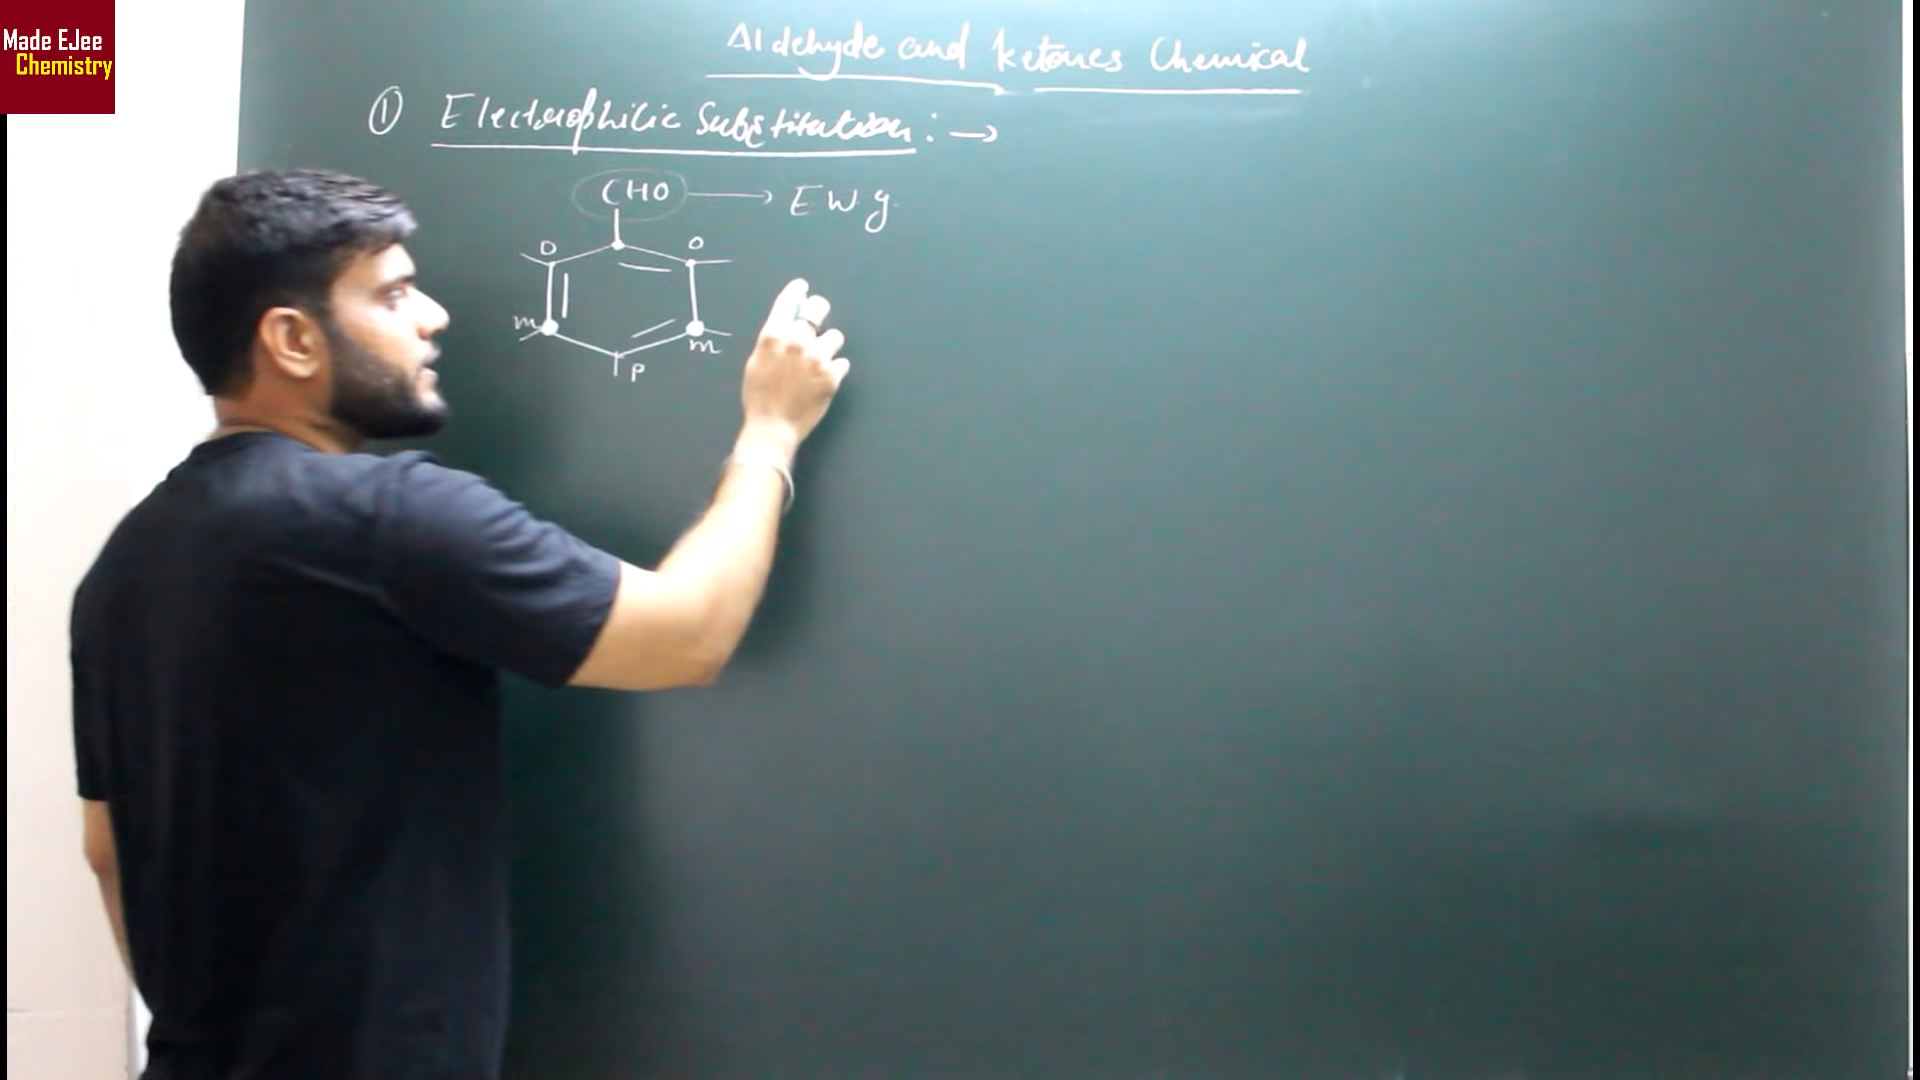 Made EJee
Chemistry
Aldehyde and ketones Chemical
① Electrophilic Substitution : →
CHO → E W. g.
O O
m m
P